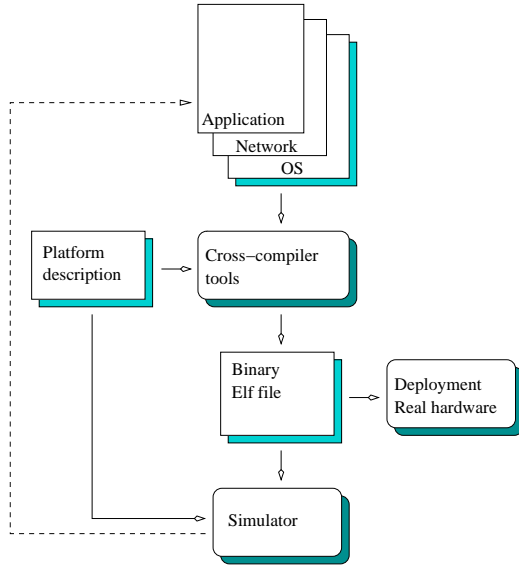 Application
Network
OS
Platform
description
Cross−compiler
tools
Binary
Elf file
Deployment
Real hardware
Simulator